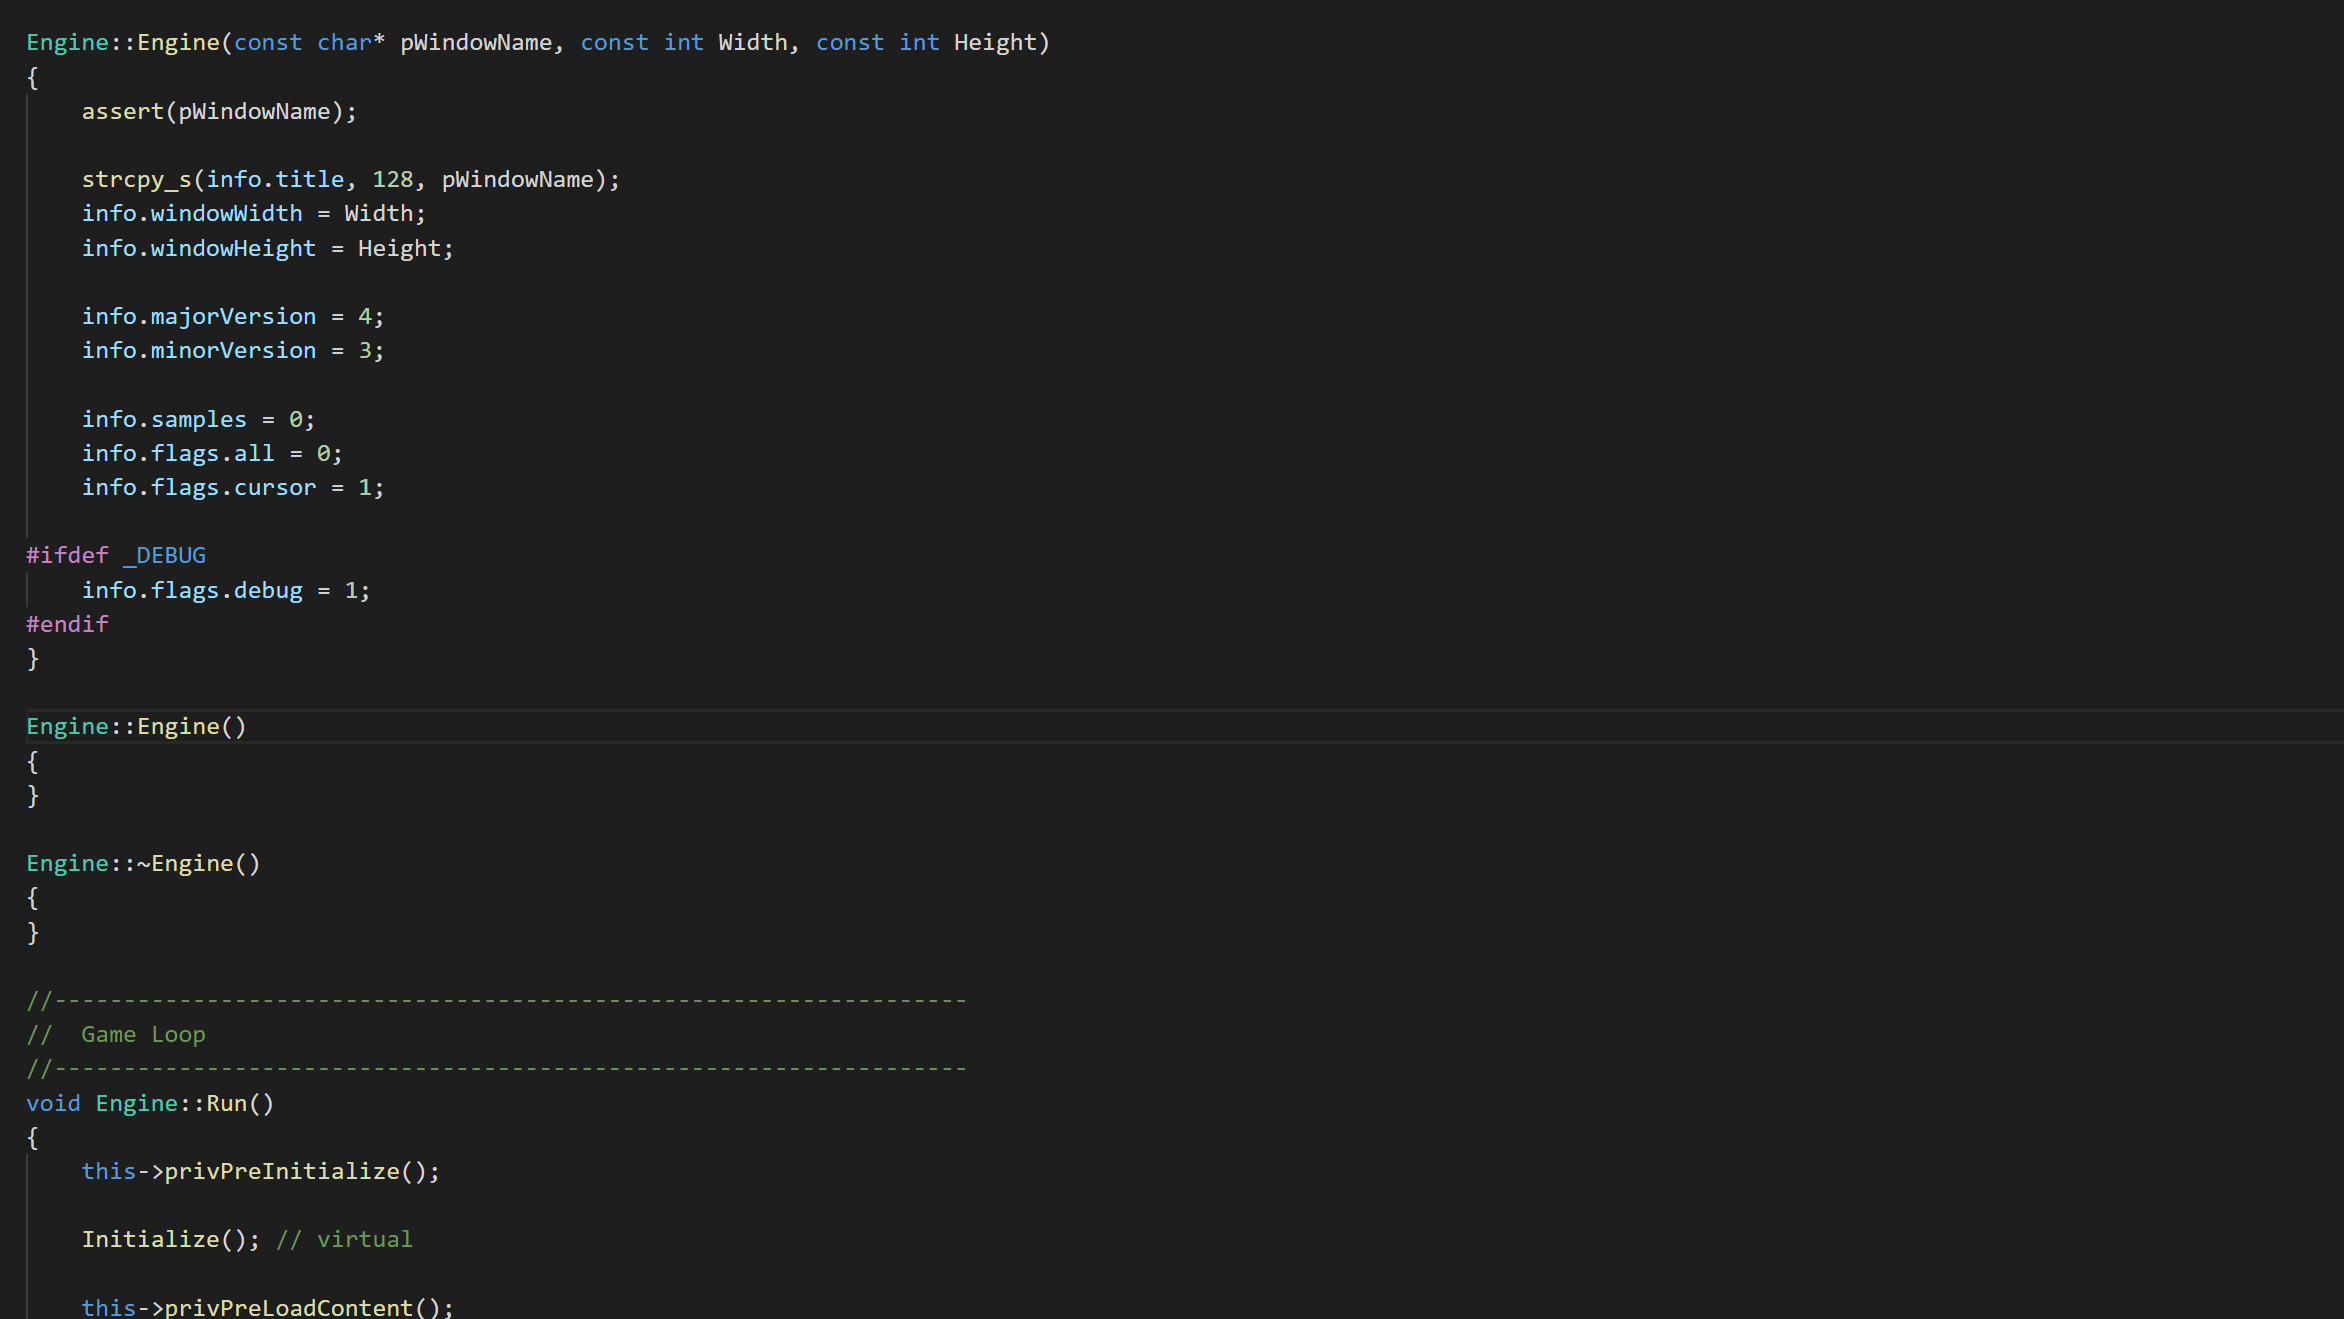 Engine::Engine(const char* pWindowName, const int Width, const int Height)
{
    assert(pWindowName);

    strcpy_s(info.title, 128, pWindowName);
    info.windowWidth = Width;
    info.windowHeight = Height;

    info.majorVersion = 4;
    info.minorVersion = 3;

    info.samples = 0;
    info.flags.all = 0;
    info.flags.cursor = 1;

#ifdef _DEBUG
    info.flags.debug = 1;
#endif
}

Engine::Engine()
{
}

Engine::~Engine()
{
}

//------------------------------------------------------------------
//  Game Loop
//------------------------------------------------------------------
void Engine::Run()
{
    this->privPreInitialize();

    Initialize(); // virtual

    this->privPreLoadContent();